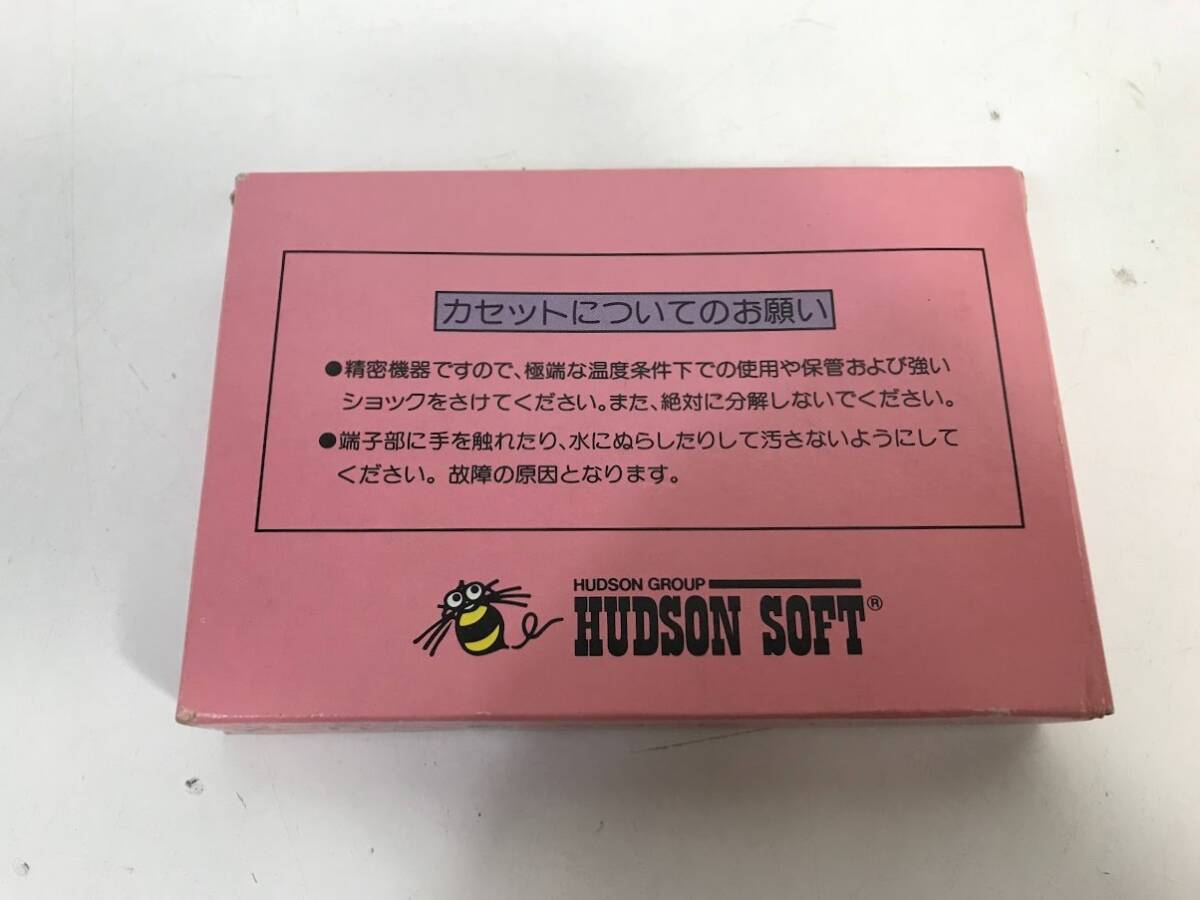 カセットについてのお願い
●精密機器ですので、極端な温度条件下での使用や保管および強い
ショックをさけてください。また、絶対に分解しないでください。
●端子部に手を触れたり、水にぬらしたりして汚さないようにして
ください。故障の原因となります。
HUDSON GROUP
HUDSON SOFT®